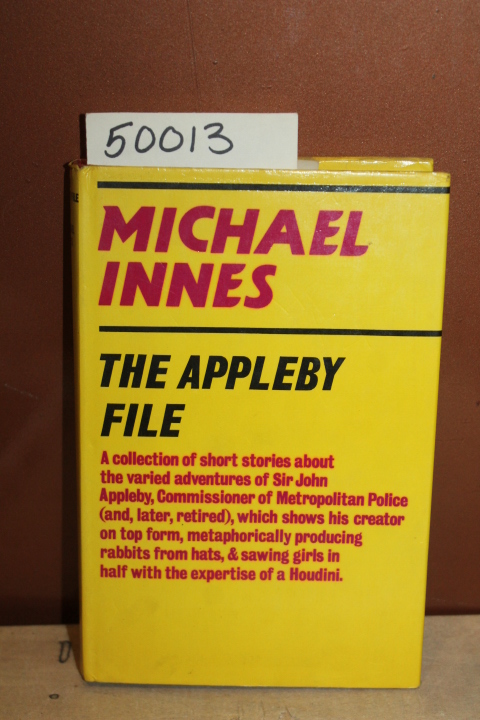 50013
MICHAEL
INNES
THE APPLEBY
FILE
A collection of short stories about
the varied adventures of Sir John
Appleby, Commissioner of Metropolitan Police
(and, later, retired), which shows his creator
on top form, metaphorically producing
rabbits from hats, & sawing girls in
half with the expertise of a Houdini.